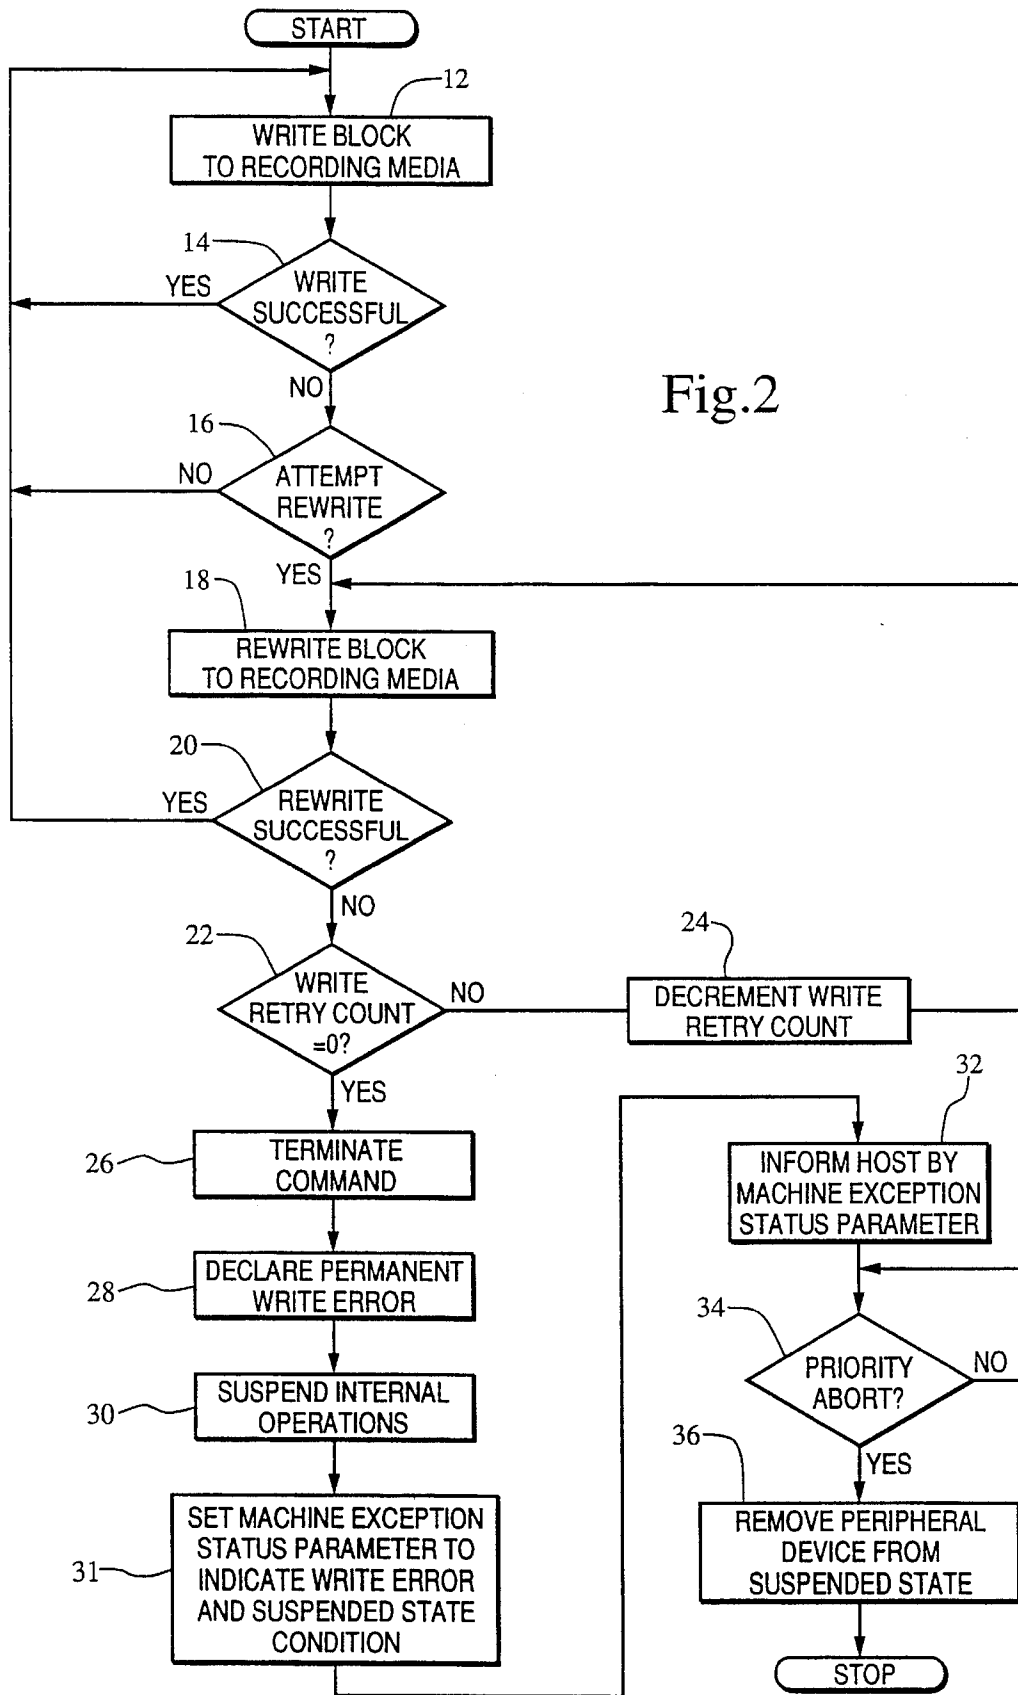 START
12
WRITE BLOCK
TO RECORDING MEDIA
14
YES
WRITE
SUCCESSFUL
?
NO
Fig.2
16
NO
ATTEMPT
REWRITE
?
YES
18
REWRITE BLOCK
TO RECORDING MEDIA
20
YES
REWRITE
SUCCESSFUL
?
NO
22
WRITE
RETRY COUNT
=0?
NO
24
DECREMENT WRITE
RETRY COUNT
YES
26
TERMINATE
COMMAND
28
DECLARE PERMANENT
WRITE ERROR
30
SUSPEND INTERNAL
OPERATIONS
31
SET MACHINE EXCEPTION
STATUS PARAMETER TO
INDICATE WRITE ERROR
AND SUSPENDED STATE
CONDITION
32
INFORM HOST BY
MACHINE EXCEPTION
STATUS PARAMETER
34
PRIORITY
ABORT?
NO
YES
36
REMOVE PERIPHERAL
DEVICE FROM
SUSPENDED STATE
STOP